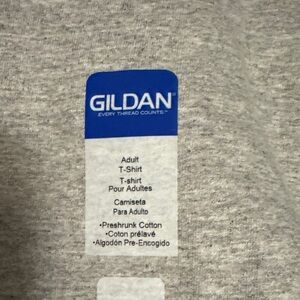 GILDAN
EVERY THREAD COUNTS.™
Adult
T-Shirt
T-shirt
Pour Adultes
Camiseta
Para Adulto
•Preshrunk Cotton
•Coton prélavé
•Algodón Pre-Encogido